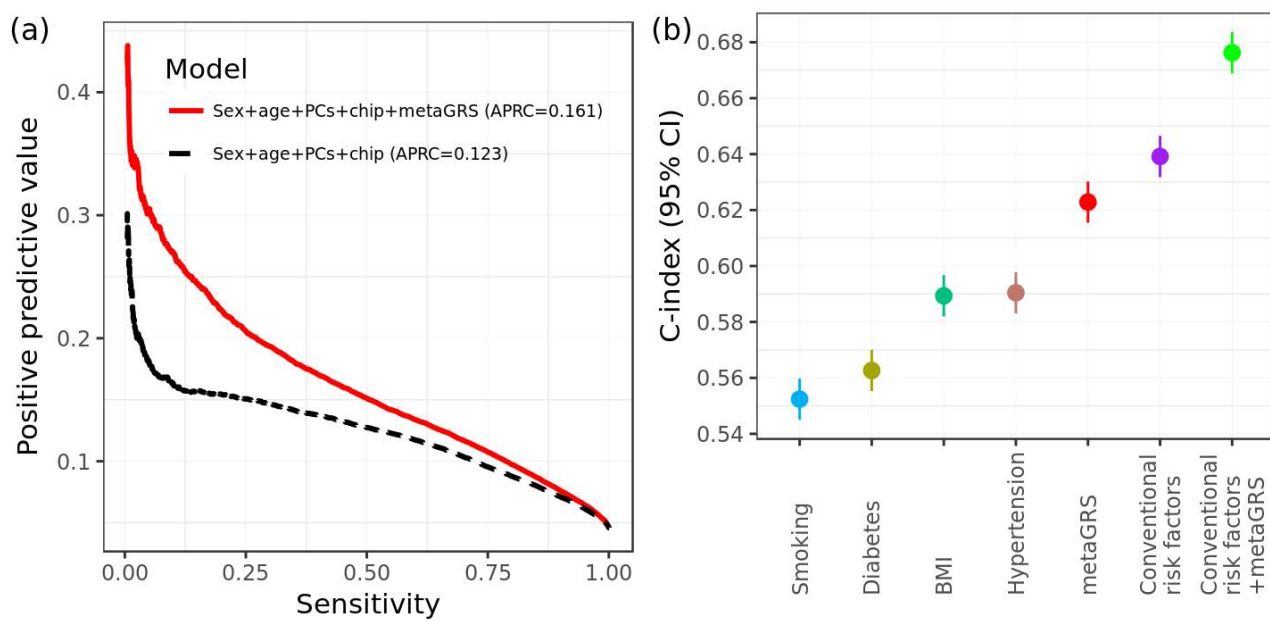 (a)
Positive predictive value
0.4
0.3
0.2
0.1
Model
Sex+age+PCs+chip+metaGRS (APRC=0.161)
Sex+age+PCs+chip (APRC=0.123)
0.00
0.25
0.50
0.75
1.00
Sensitivity
(b)
C-index (95% CI)
0.68
0.66
0.64
0.62
0.60
0.58
0.56
0.54
Smoking
Diabetes
BMI
Hypertension
metaGRS
Conventional
risk factors
Conventional
risk factors
+metaGRS